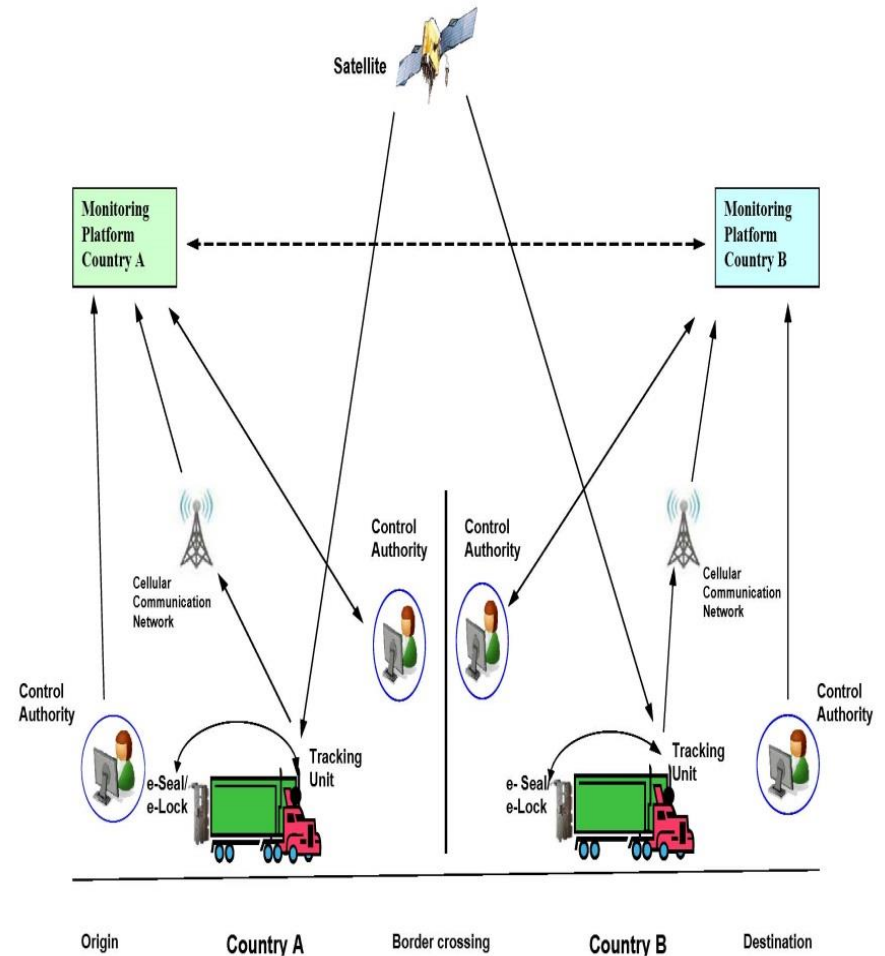 Satellite
Monitoring
Platform
Country A
Monitoring
Platform
Country B
Control
Authority
Control
Authority
Cellular
Communication
Network
Cellular
Communication
Network
Control
Authority
e-Seal/
e-Lock
Tracking
Unit
e- Seal/
e-Lock
Tracking
Unit
Control
Authority
Origin
Country A
Border crossing
Country B
Destination